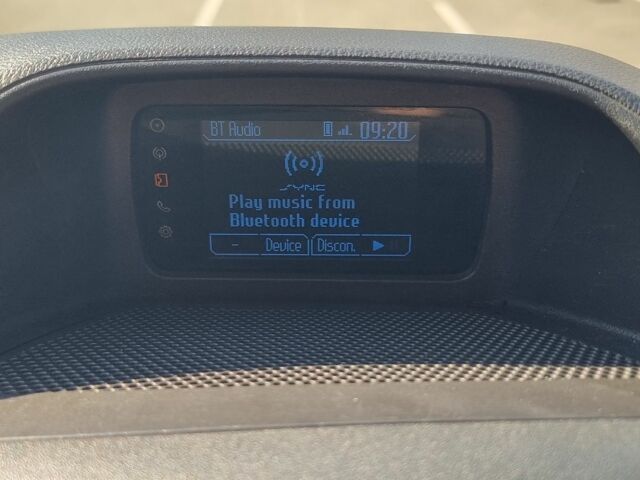 BT Audio 09:20
SYNC
Play music from
Bluetooth device
- Device Discon.